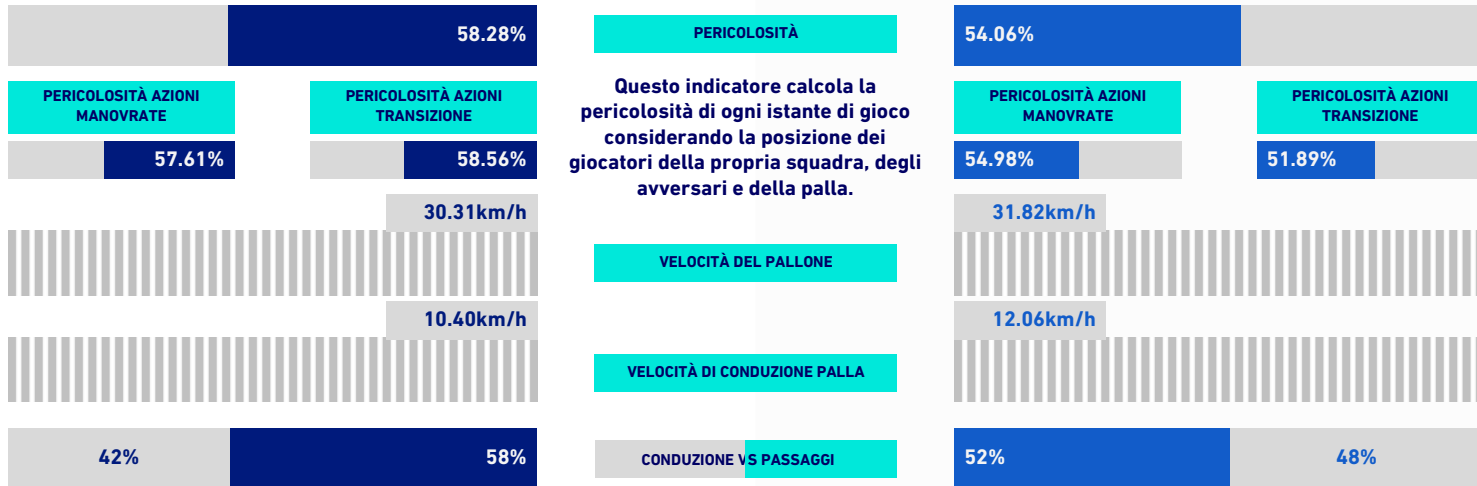 58.28%
PERICOLOSITÀ
54.06%
PERICOLOSITÀ AZIONI
MANOVRATE
PERICOLOSITÀ AZIONI
TRANSIZIONE
Questo indicatore calcola la
pericolosità di ogni istante di gioco
considerando la posizione dei
giocatori della propria squadra, degli
avversari e della palla.
PERICOLOSITÀ AZIONI
MANOVRATE
PERICOLOSITÀ AZIONI
TRANSIZIONE
57.61%
58.56%
54.98%
51.89%
30.31km/h
31.82km/h
VELOCITÀ DEL PALLONE
10.40km/h
12.06km/h
VELOCITÀ DI CONDUZIONE PALLA
42%
58%
CONDUZIONE VS PASSAGGI
52%
48%